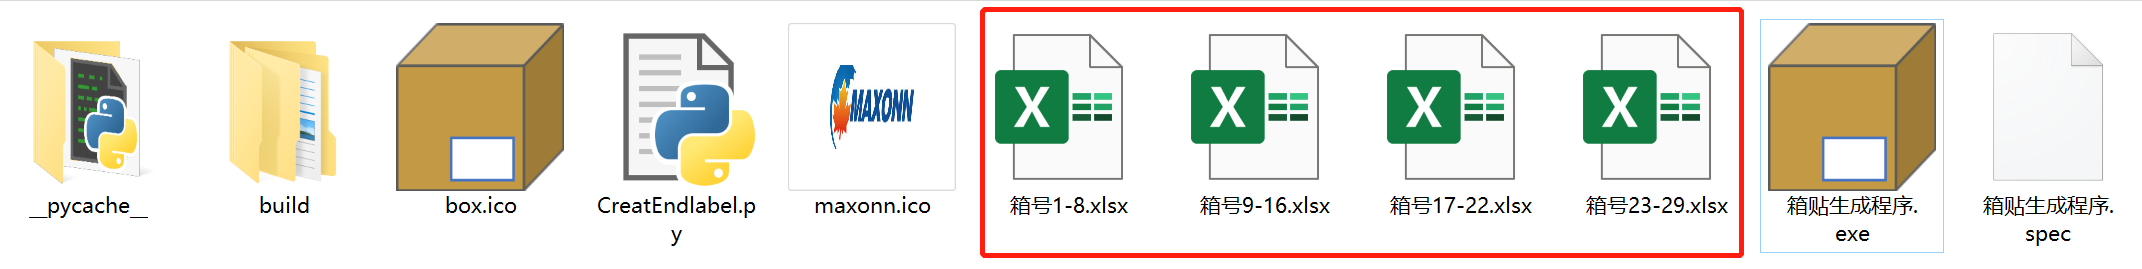 MAXONN
X
X
X
X
__pycache__
build
box.ico
CreatEndlabel.p
y
maxonn.ico
箱号1-8.xlsx
箱号9-16.xlsx
箱号17-22.xlsx
箱号23-29.xlsx
箱贴生成程序.
exe
箱贴生成程序.
spec